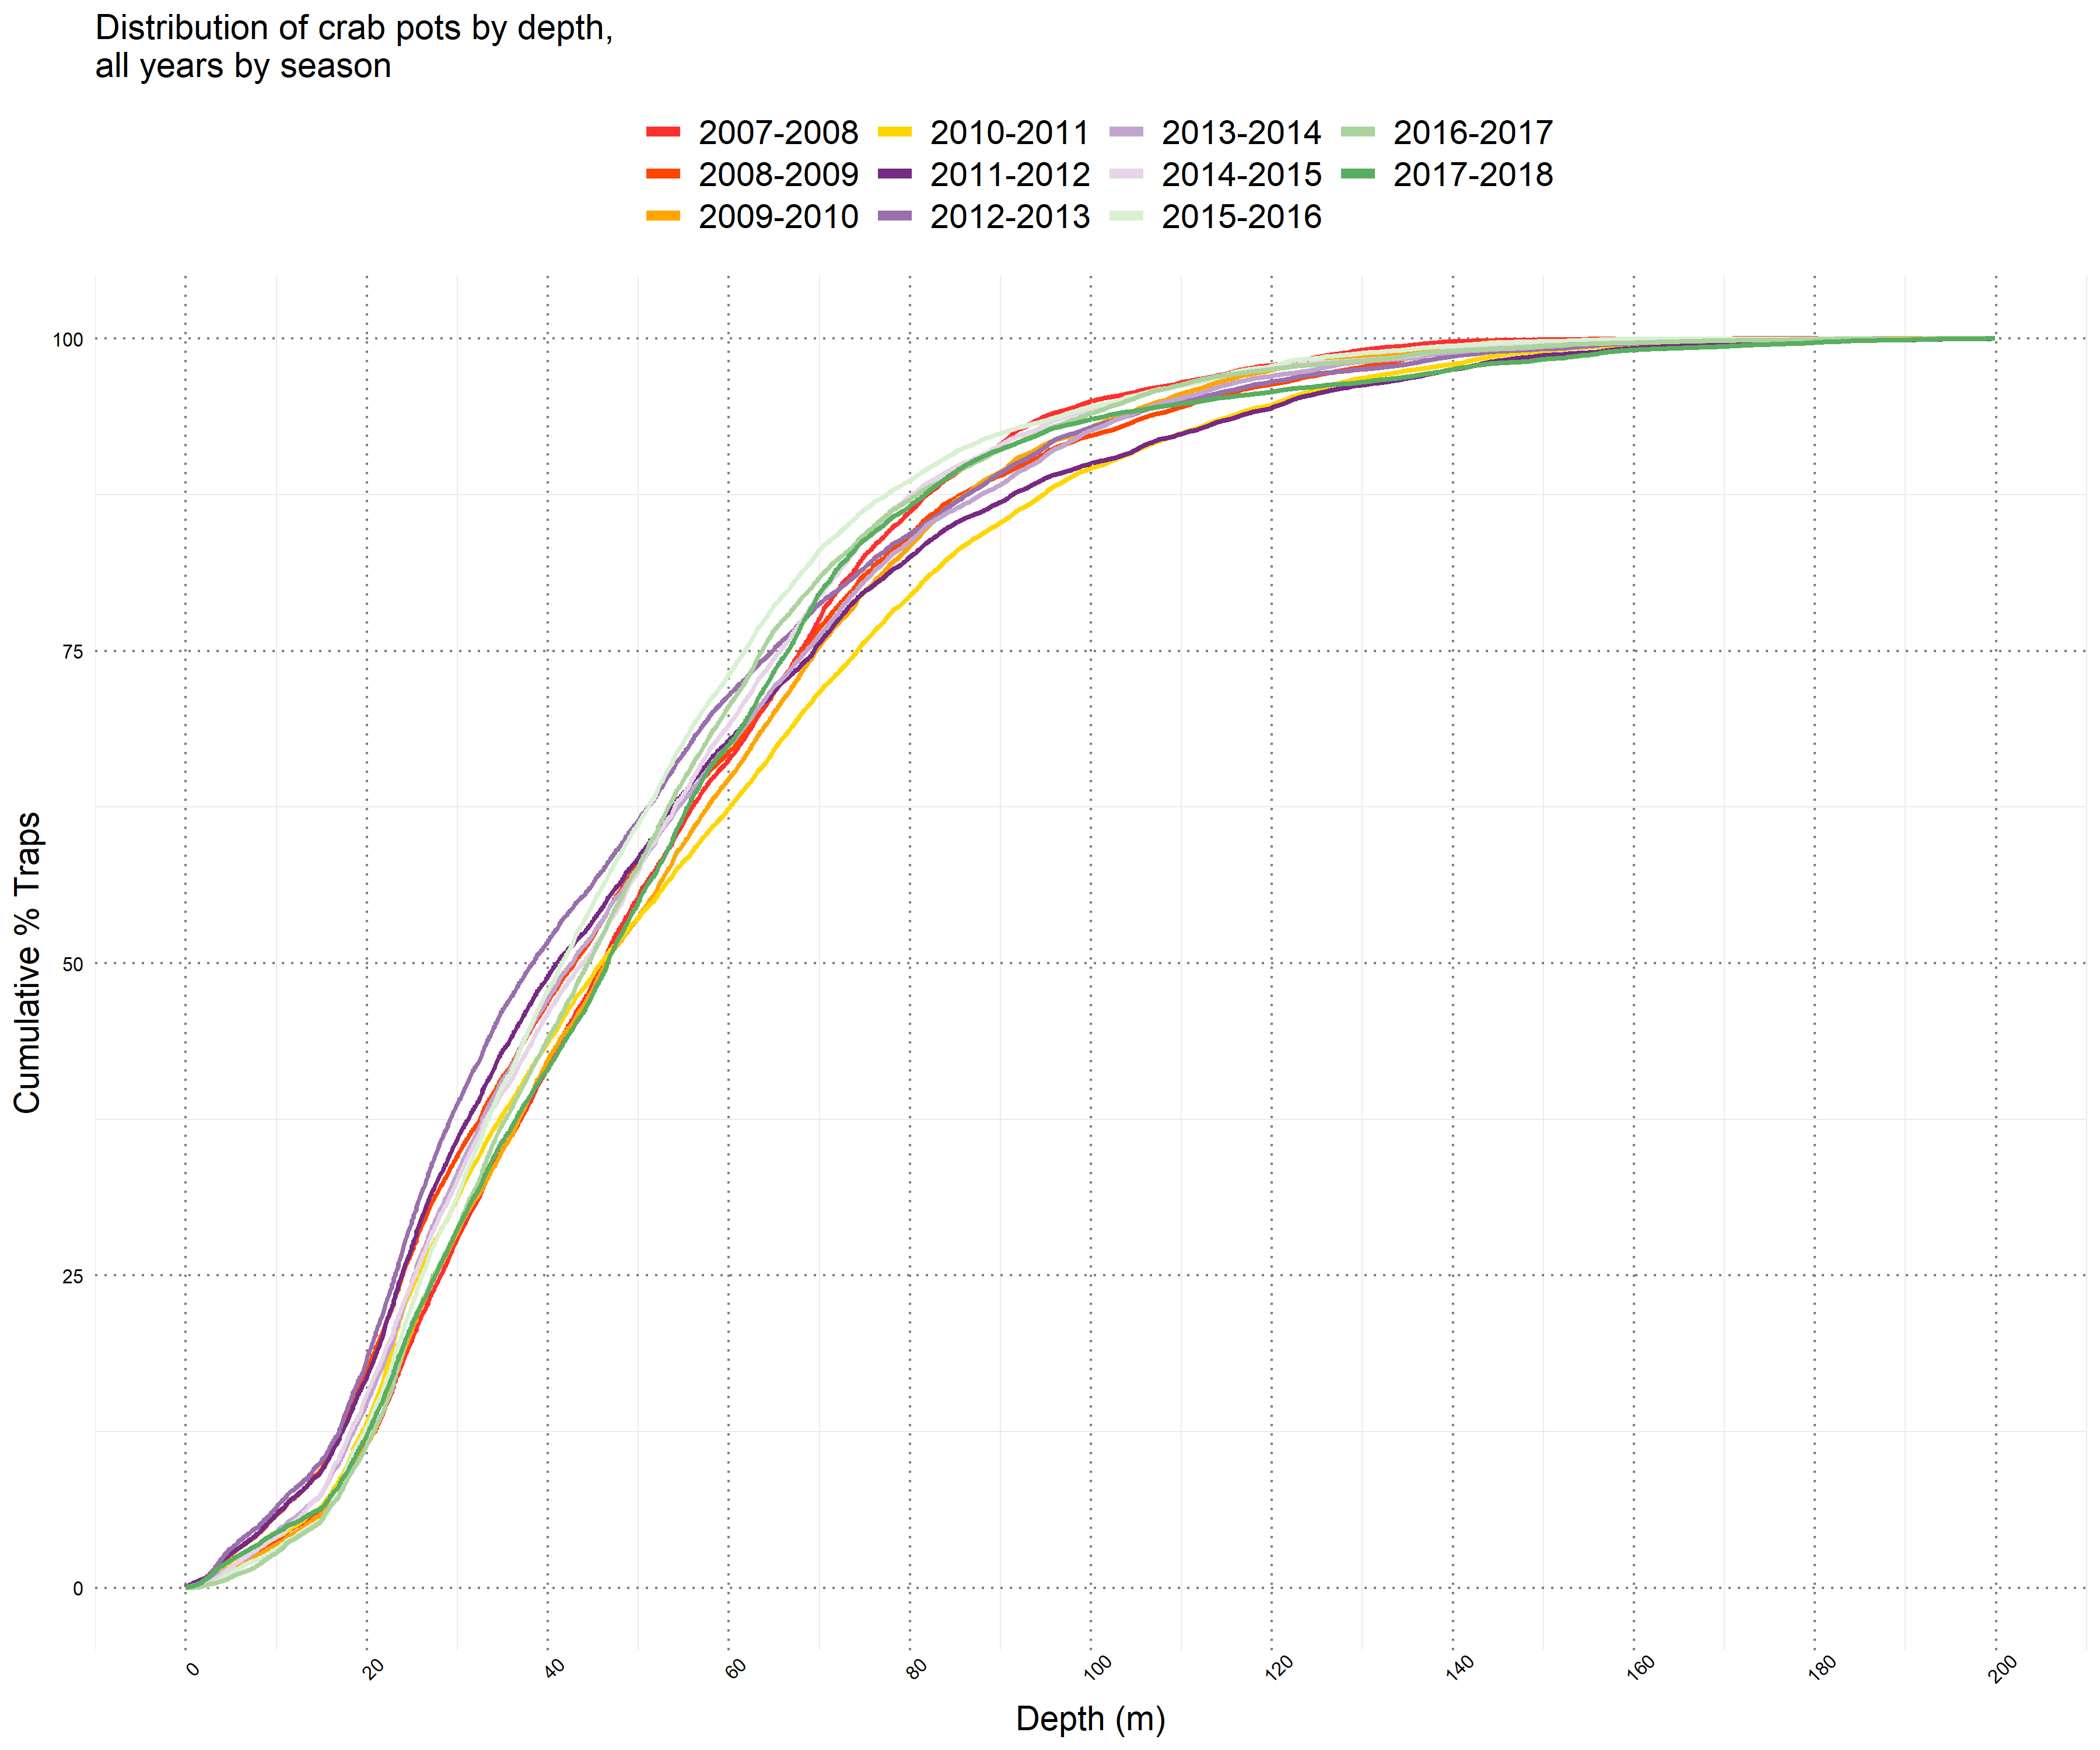 Distribution of crab pots by depth,
all years by season
2007-2008 2010-2011 2013-2014 2016-2017
2008-2009 2011-2012 2014-2015 2017-2018
2009-2010 2012-2013 2015-2016
100
75
50
25
0
Cumulative % Traps
0 20 40 60 80 100 120 140 160 180 200
Depth (m)